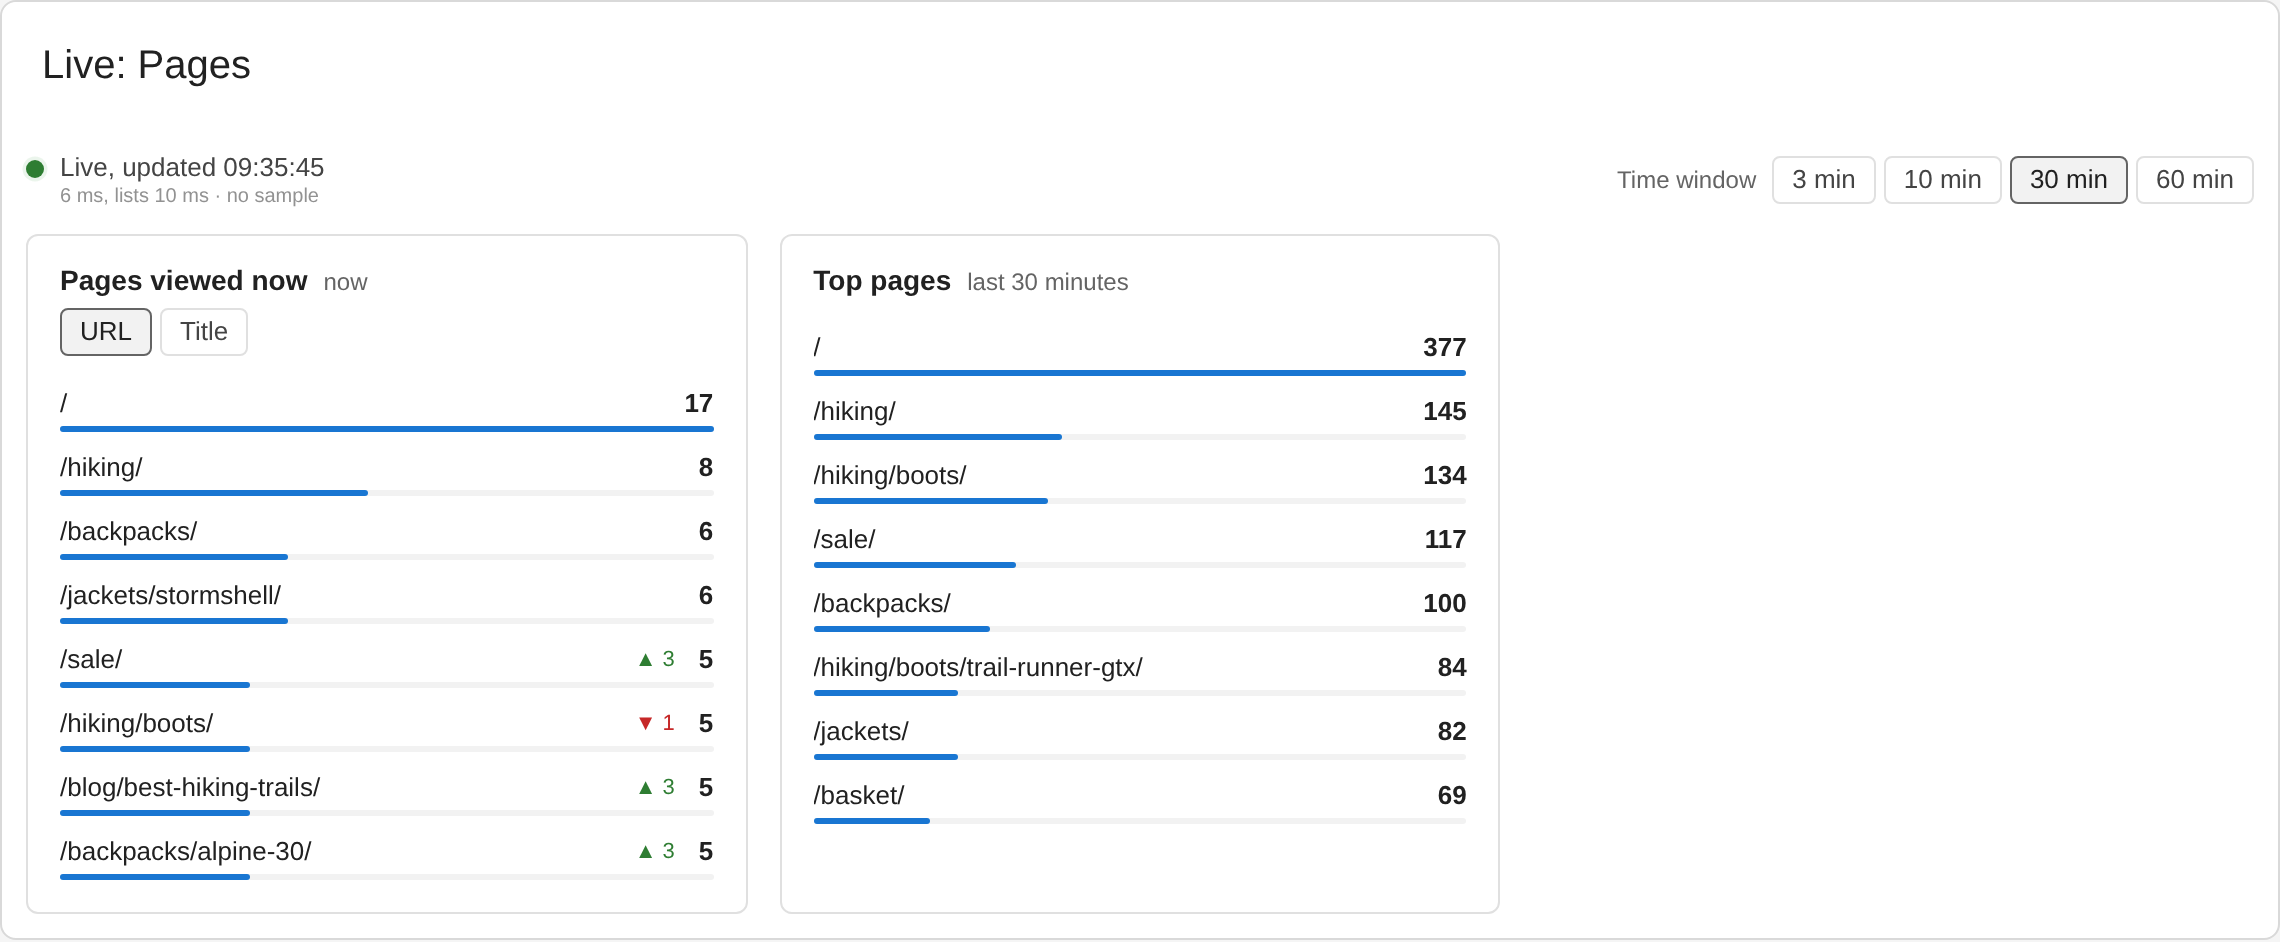 Live: Pages
Live, updated 09:35:45
6 ms, lists 10 ms · no sample
Time window 3 min 10 min 30 min 60 min
Pages viewed now now
URL Title
/ 17
/hiking/ 8
/backpacks/ 6
/jackets/stormshell/ 6
/sale/ ▲ 3 5
/hiking/boots/ ▼ 1 5
/blog/best-hiking-trails/ ▲ 3 5
/backpacks/alpine-30/ ▲ 3 5
Top pages last 30 minutes
/ 377
/hiking/ 145
/hiking/boots/ 134
/sale/ 117
/backpacks/ 100
/hiking/boots/trail-runner-gtx/ 84
/jackets/ 82
/basket/ 69